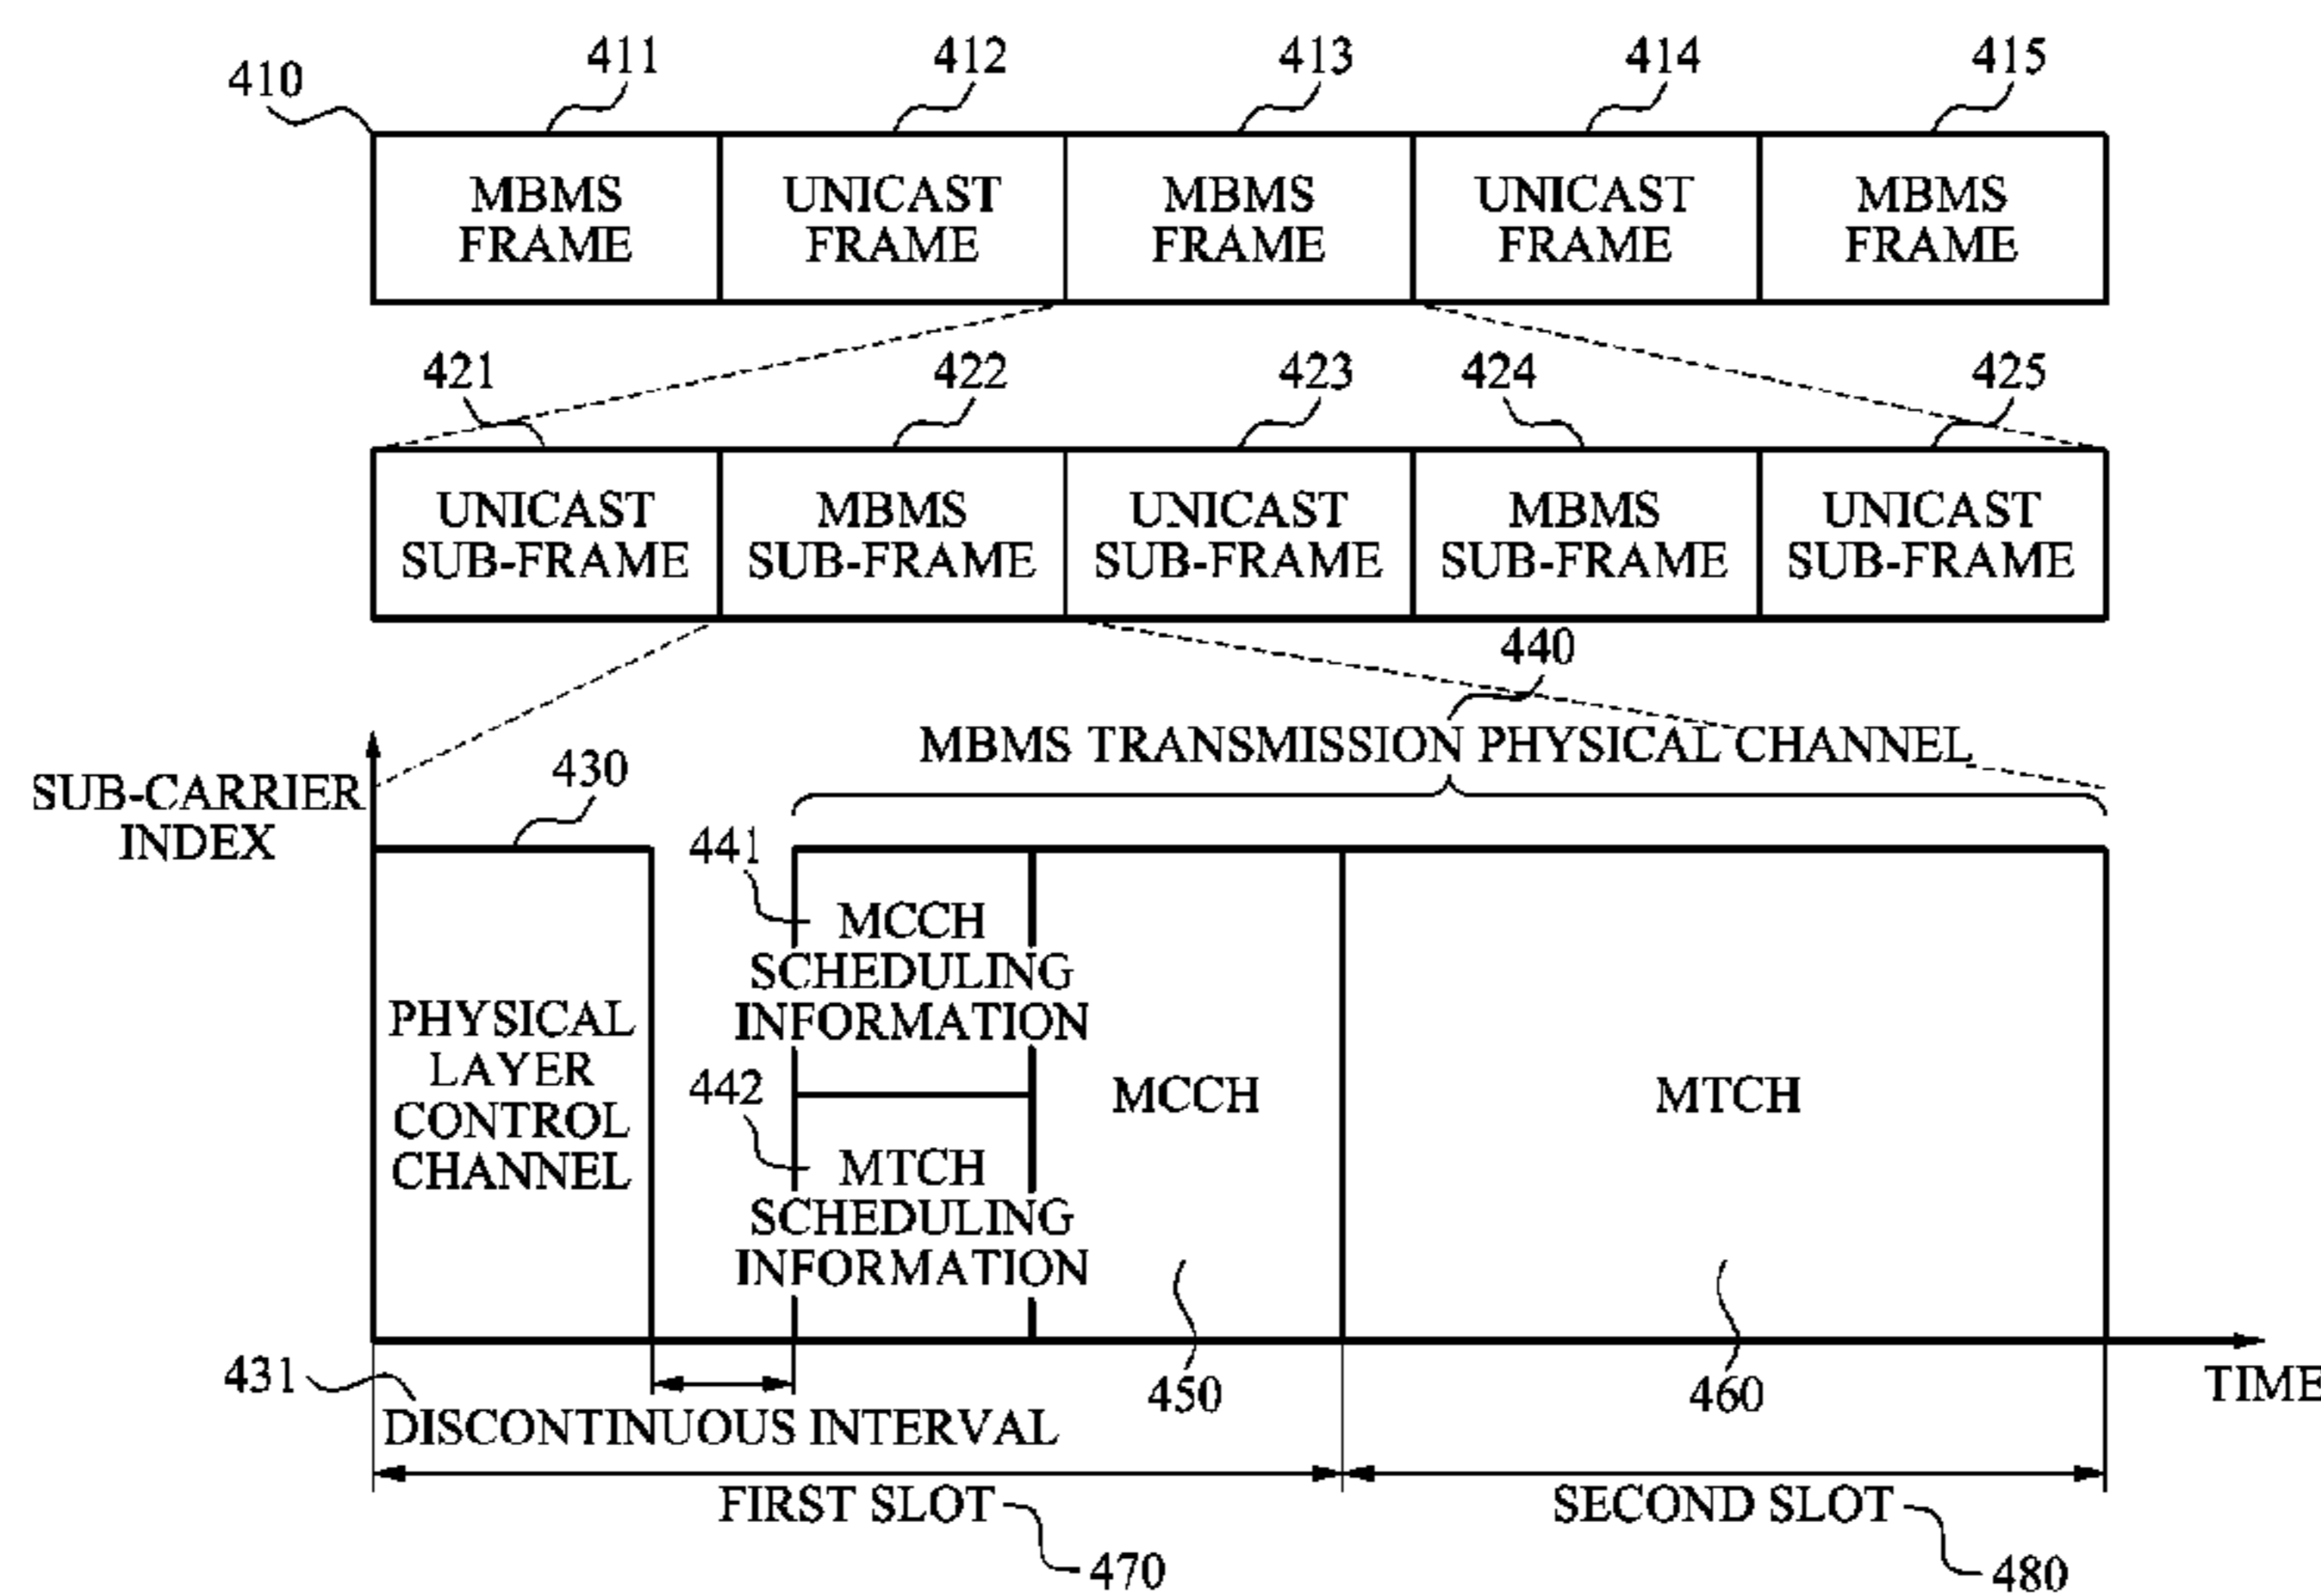 410
411
412
413
414
415
MBMS
FRAME
UNICAST
FRAME
MBMS
FRAME
UNICAST
FRAME
MBMS
FRAME
421
422
423
424
425
UNICAST
SUB-FRAME
MBMS
SUB-FRAME
UNICAST
SUB-FRAME
MBMS
SUB-FRAME
UNICAST
SUB-FRAME
440
MBMS TRANSMISSION PHYSICAL CHANNEL
SUB-CARRIER
INDEX
430
441
442
PHYSICAL
LAYER
CONTROL
CHANNEL
MCCH
SCHEDULING
INFORMATION
MTCH
SCHEDULING
INFORMATION
MCCH
MTCH
450
460
TIME
431
DISCONTINUOUS INTERVAL
FIRST SLOT
470
SECOND SLOT
480